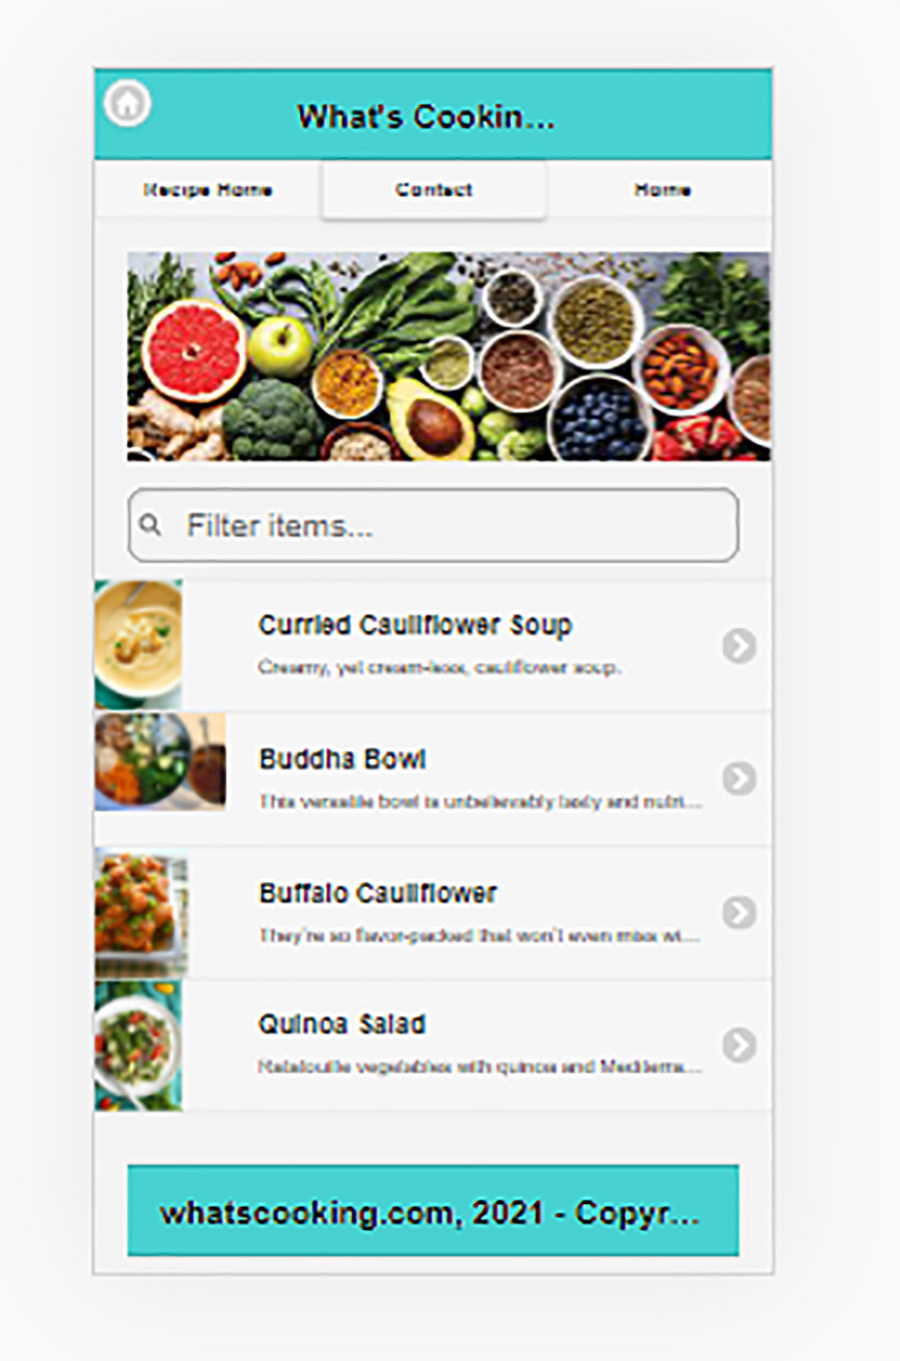 What's Cookin...
Recipe Home
Contact
Home
Filter items...
Curried Cauliflower Soup
Creamy, yet cream-less, cauliflower soup.
Buddha Bowl
This versatile bowl is unbelievably tasty and nutri...
Buffalo Cauliflower
They're so flavor-packed that won't even miss wi...
Quinoa Salad
Ratatouille vegetables with quinoa and Mediterra...
whatscooking.com, 2021 - Copyr...